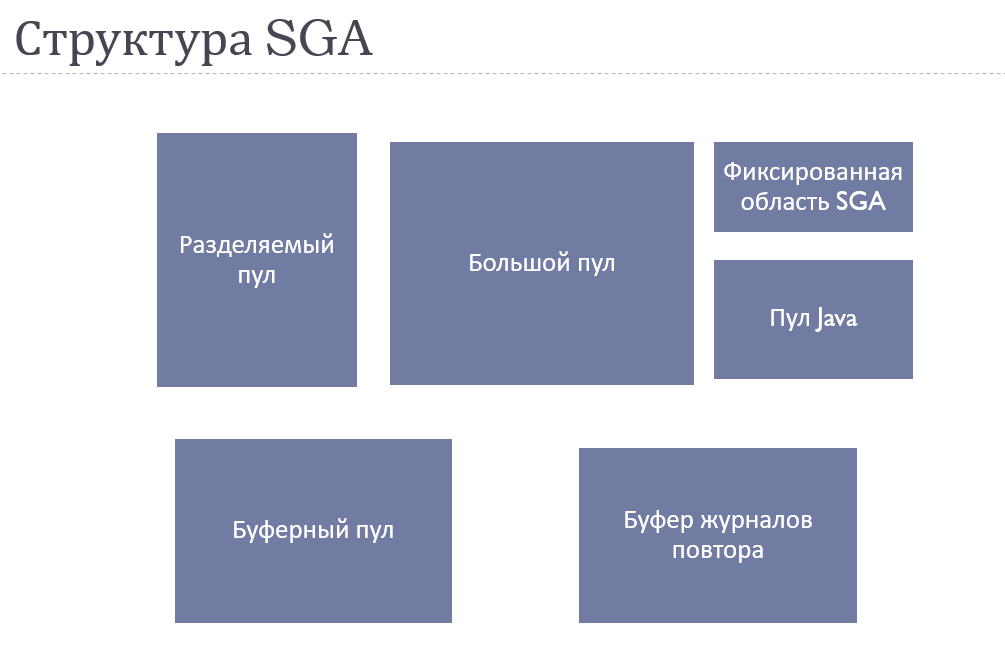 Структура SGA
Разделяемый
пул
Большой пул
Фиксированная
область SGA
Пул Java
Буферный пул
Буфер журналов
повтора